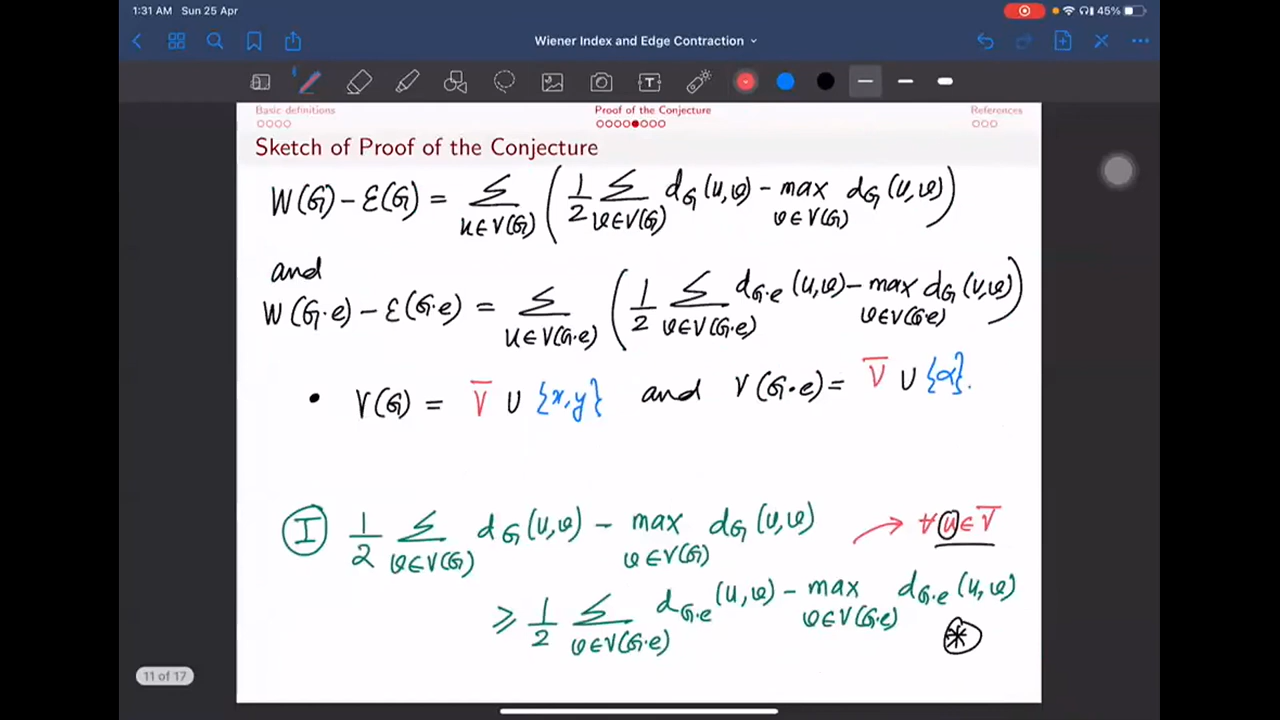 1:31 AM Sun 25 Apr
45%
Wiener Index and Edge Contraction
Basic definitions
Proof of the Conjecture
References
Sketch of Proof of the Conjecture
W(G) - Ɛ(G) = Σ_{u∈V(G)} ( 1/2 Σ_{v∈V(G)} d_G(u,v) - max_{v∈V(G)} d_G(u,v) )
and
W(G·e) - Ɛ(G·e) = Σ_{u∈V(G·e)} ( 1/2 Σ_{v∈V(G·e)} d_{G·e}(u,v) - max_{v∈V(G·e)} d_G(u,v) )
• V(G) = V̅ ∪ {x,y} and V(G·e) = V̅ ∪ {α}.
I 1/2 Σ_{v∈V(G)} d_G(u,v) - max_{v∈V(G)} d_G(u,v) → ∀ u ∈ V̅
≥ 1/2 Σ_{v∈V(G·e)} d_{G·e}(u,v) - max_{v∈V(G·e)} d_{G·e}(u,v)
*
11 of 17